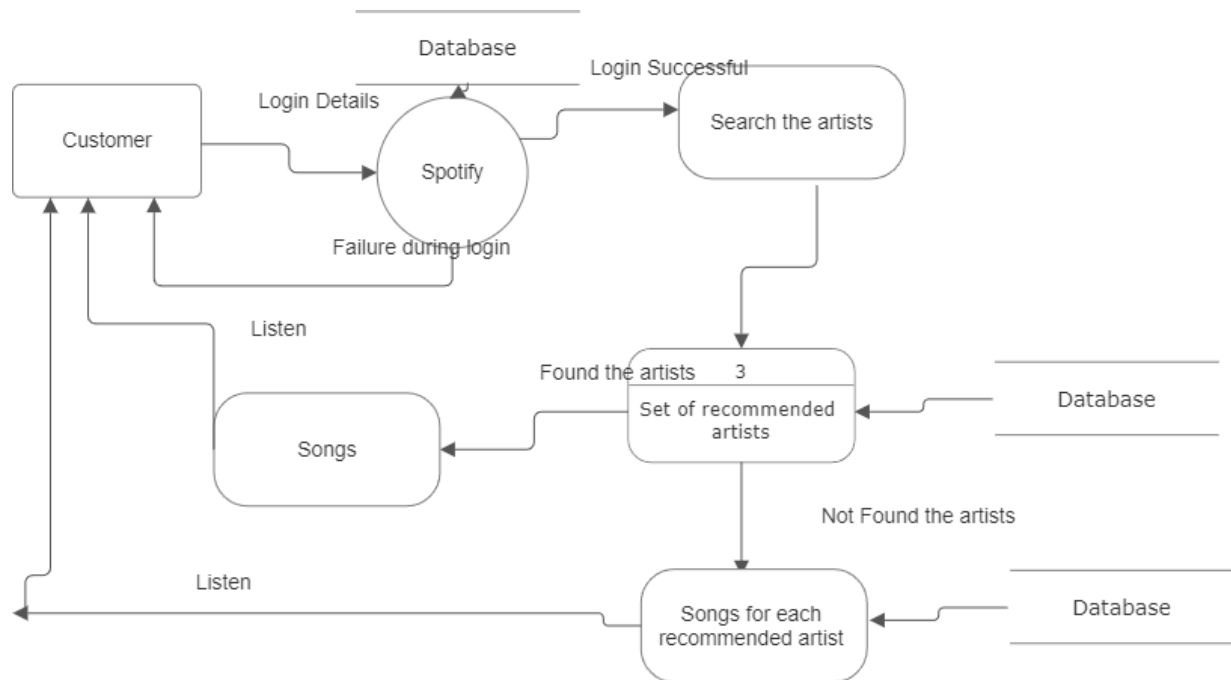 Database
Login Successful
Login Details
Customer
Search the artists
Spotify
Failure during login
Listen
Found the artists
3
Set of recommended
artists
Database
Songs
Not Found the artists
Listen
Songs for each
recommended artist
Database